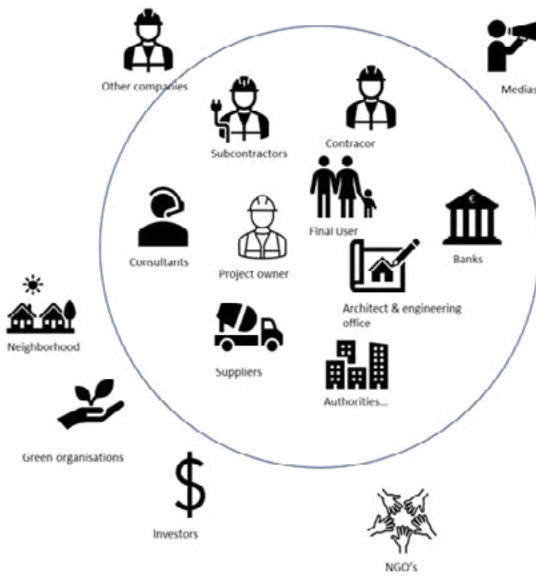 Other companies
Medias
Subcontractors
Contracor
Consultants
Project owner
Final User
Banks
Architect & engineering
office
Neighborhood
Suppliers
Authorities...
Green organisations
Investors
NGO's